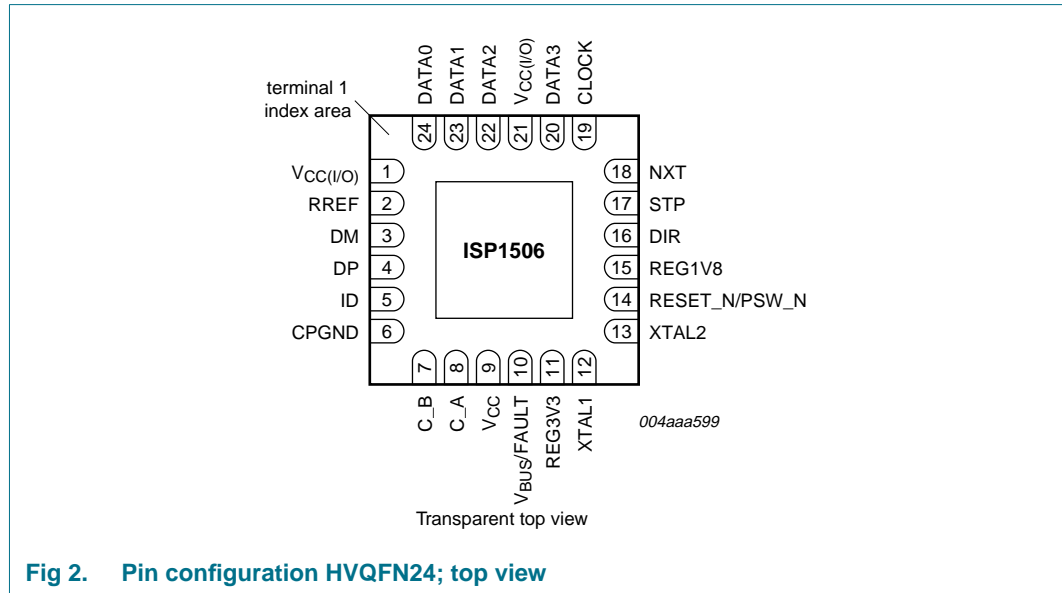 DATA0
DATA1
DATA2
VCC(I/O)
DATA3
CLOCK
terminal 1
index area
24
23
22
21
20
19
VCC(I/O) 1
RREF 2
DM 3
DP 4
ID 5
CPGND 6
ISP1506
18 NXT
17 STP
16 DIR
15 REG1V8
14 RESET_N/PSW_N
13 XTAL2
7
8
9
10
11
12
C_B
C_A
VCC
VBUS/FAULT
REG3V3
XTAL1
004aaa599
Transparent top view
Fig 2. Pin configuration HVQFN24; top view